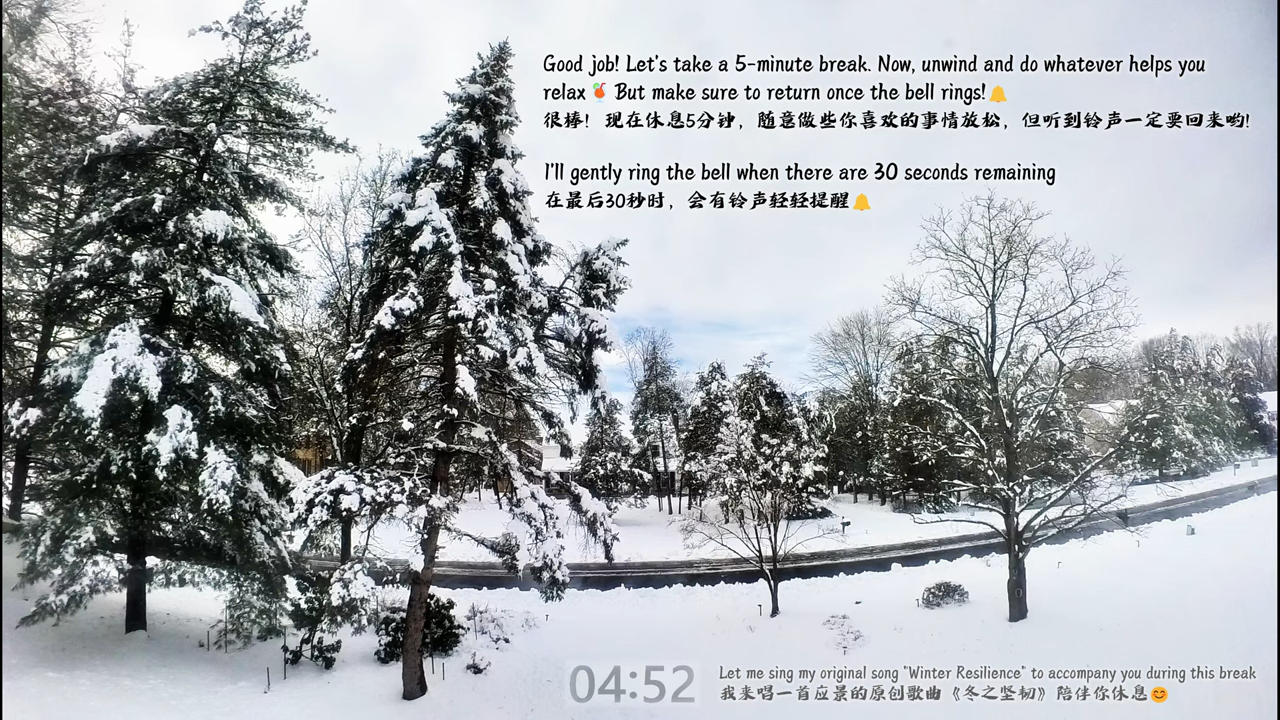 Good job! Let's take a 5-minute break. Now, unwind and do whatever helps you
relax🍹 But make sure to return once the bell rings!🔔
很棒！现在休息5分钟，随意做些你喜欢的事情放松，但听到铃声一定要回来哟!
I'll gently ring the bell when there are 30 seconds remaining
在最后30秒时，会有铃声轻轻提醒🔔
04:52
Let me sing my original song "Winter Resilience" to accompany you during this break
我来唱一首应景的原创歌曲《冬之坚韧》陪伴你休息😊